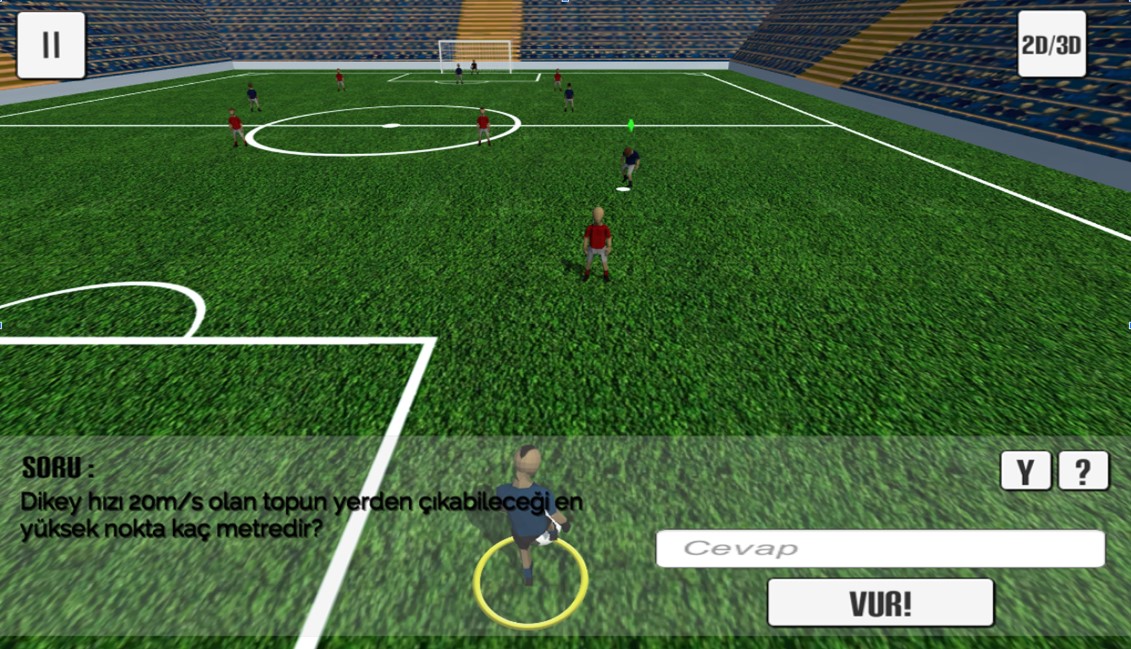 ||
2D/3D
SORU :
Dikey hızı 20m/s olan topun yerden çıkabileceği en
yüksek nokta kaç metredir?
Y
?
Cevap
VUR!